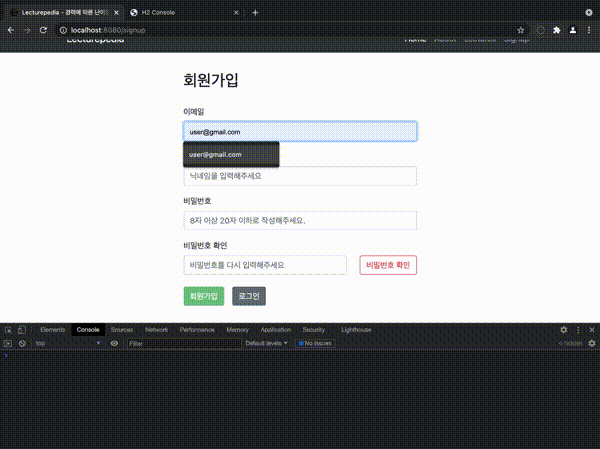 Lecturepedia - 경력에 따른 난이도
H2 Console
localhost:8080/signup
Lecturepedia Home About Lectures Signup
회원가입
이메일
user@gmail.com
user@gmail.com
닉네임을 입력해주세요
비밀번호
8자 이상 20자 이하로 작성해주세요.
비밀번호 확인
비밀번호를 다시 입력해주세요 비밀번호 확인
회원가입 로그인
Elements Console Sources Network Performance Memory Application Security Lighthouse
top Filter Default levels No Issues 4 hidden